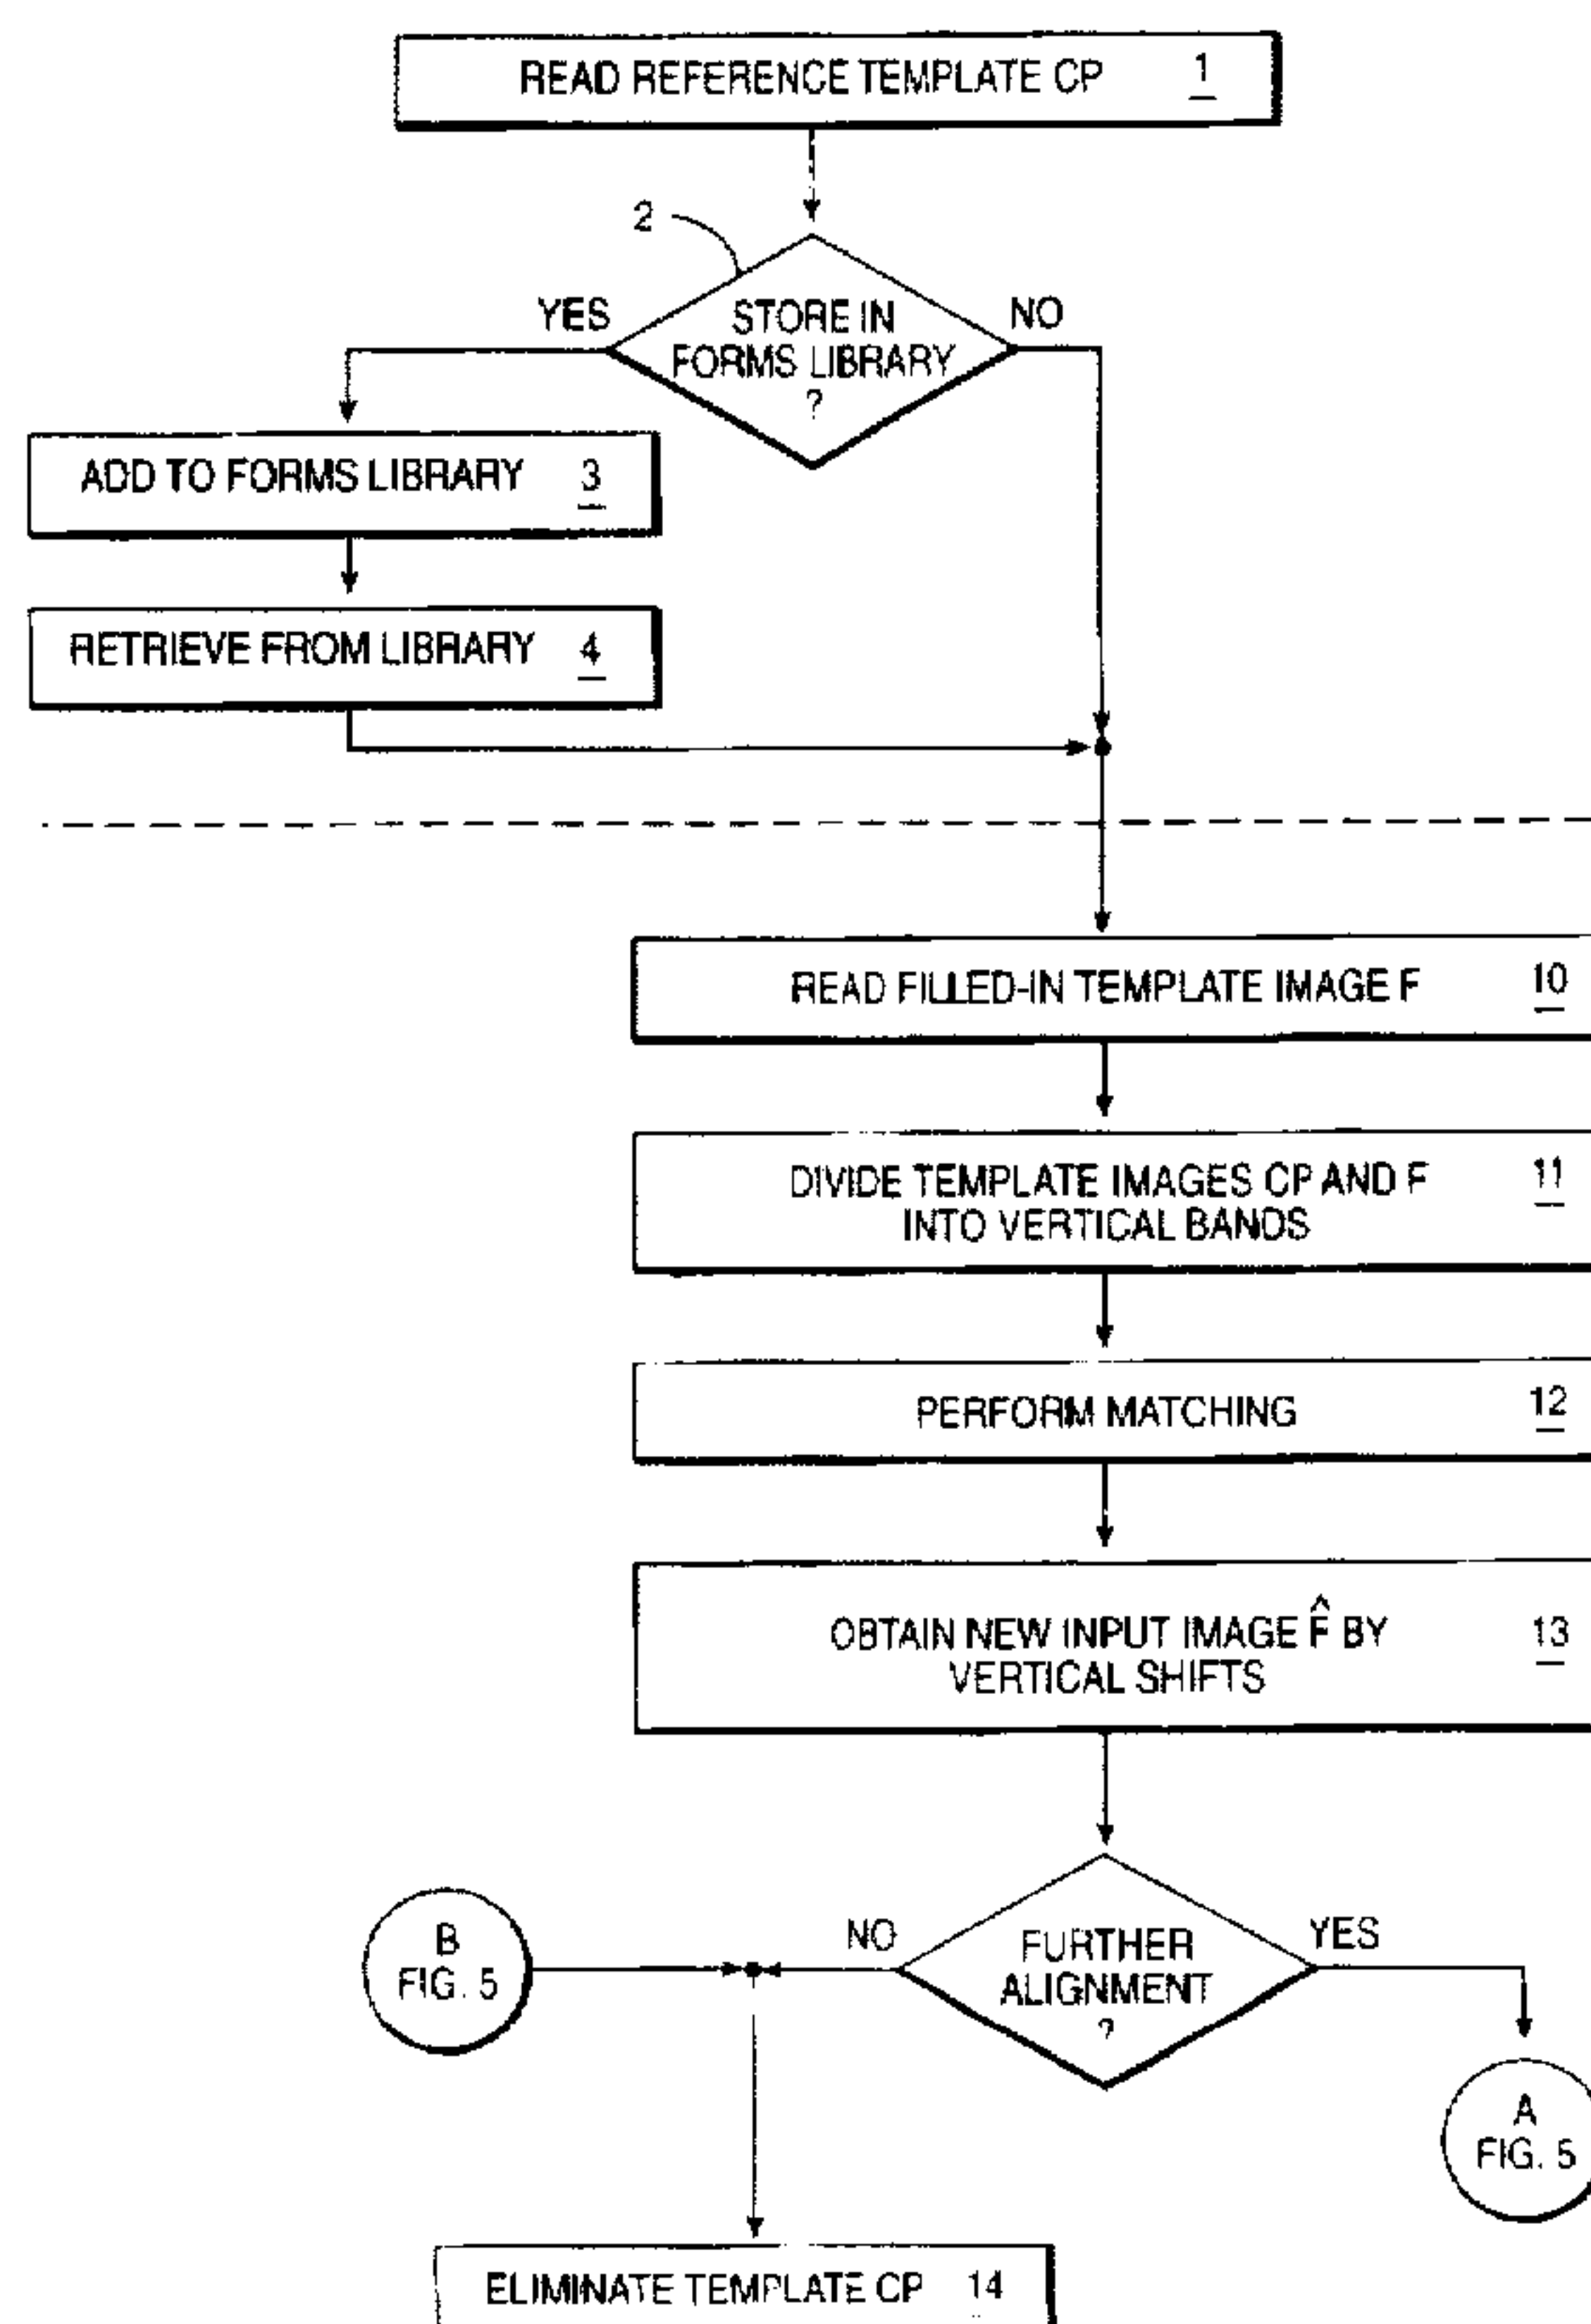 READ REFERENCE TEMPLATE CP 1
2
YES
STORE IN
FORMS LIBRARY
?
NO
ADD TO FORMS LIBRARY 3
RETRIEVE FROM LIBRARY 4
READ FILLED-IN TEMPLATE IMAGE F 10
DIVIDE TEMPLATE IMAGES CP AND F 11
INTO VERTICAL BANDS
PERFORM MATCHING 12
OBTAIN NEW INPUT IMAGE F̂ BY 13
VERTICAL SHIFTS
B
FIG. 5
NO
FURTHER
ALIGNMENT
?
YES
A
FIG. 5
ELIMINATE TEMPLATE CP 14